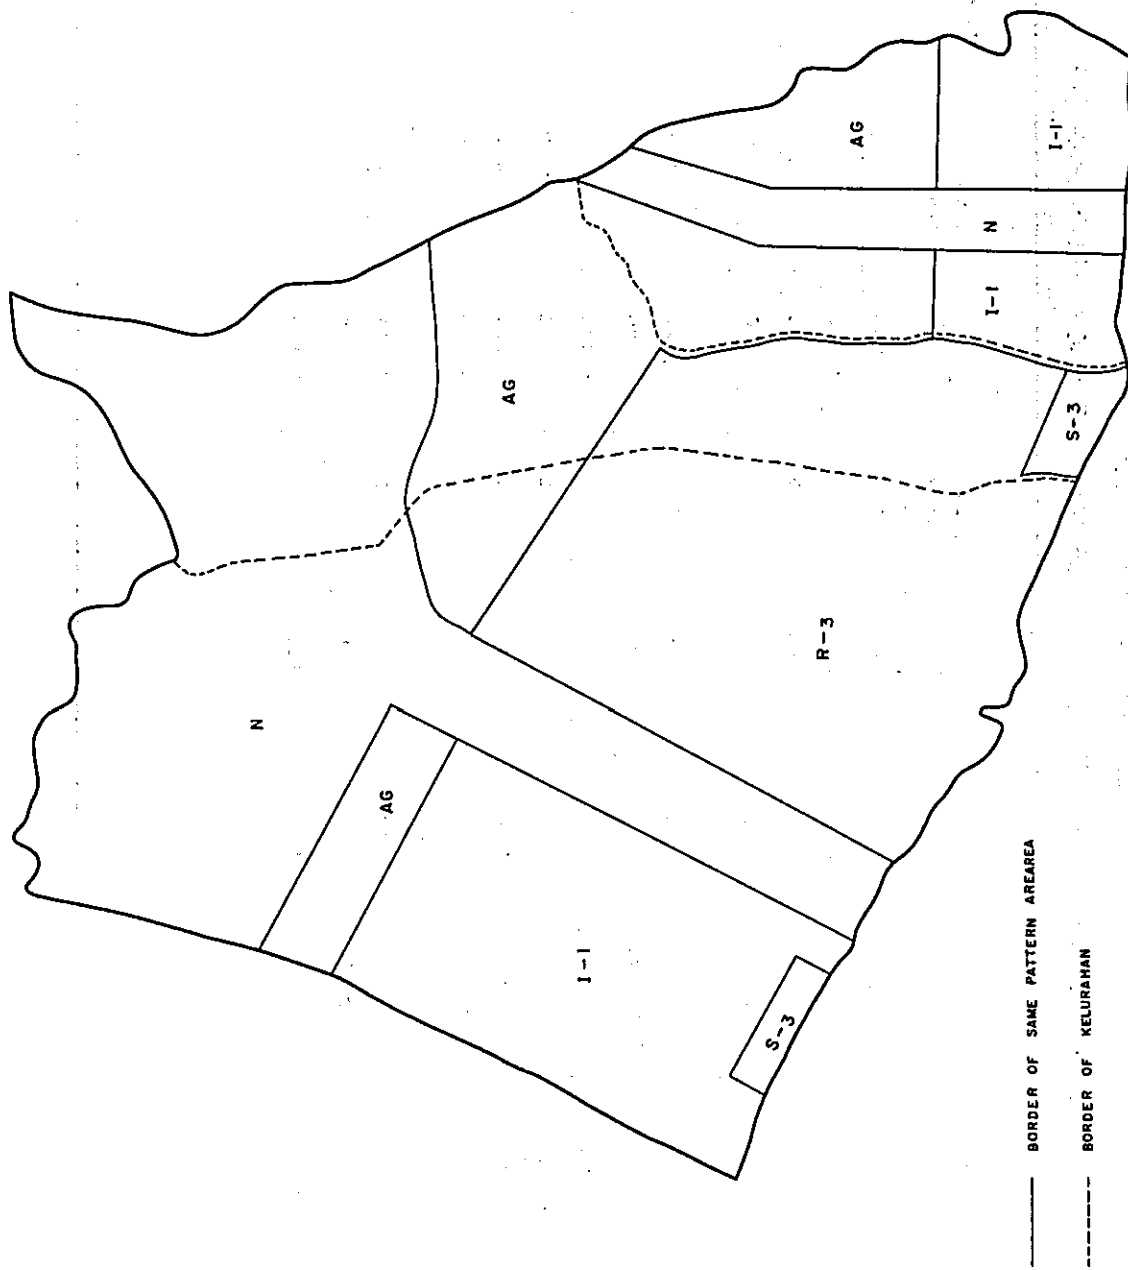 N
AG
AG
I-1
S-3
R-3
AG
I-1
N
I-1
S-3
BORDER OF SAME PATTERN AREAREA
BORDER OF KELURAHAN